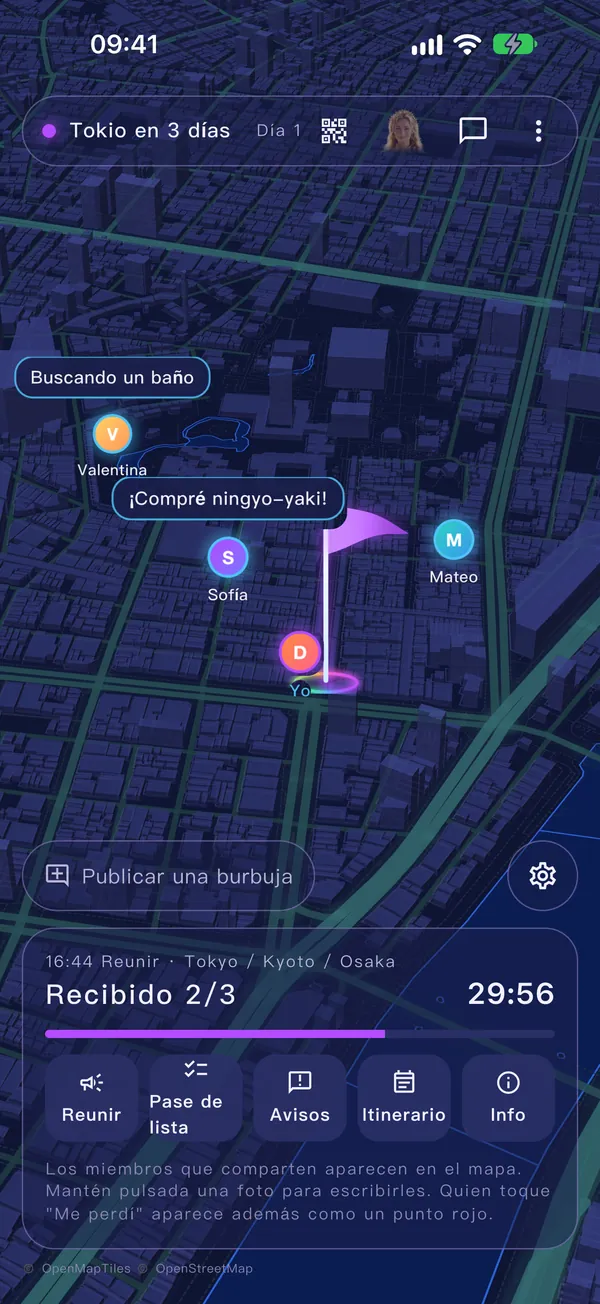 09:41
Tokio en 3 días Día 1
Buscando un baño
V
Valentina
¡Compré ningyo-yaki!
S
Sofía
M
Mateo
D
Yo
Publicar una burbuja
16:44 Reunir · Tokyo / Kyoto / Osaka
Recibido 2/3 29:56
Reunir
Pase de
lista
Avisos
Itinerario
Info
Los miembros que comparten aparecen en el mapa.
Mantén pulsada una foto para escribirles. Quien toque
"Me perdí" aparece además como un punto rojo.
© OpenMapTiles © OpenStreetMap